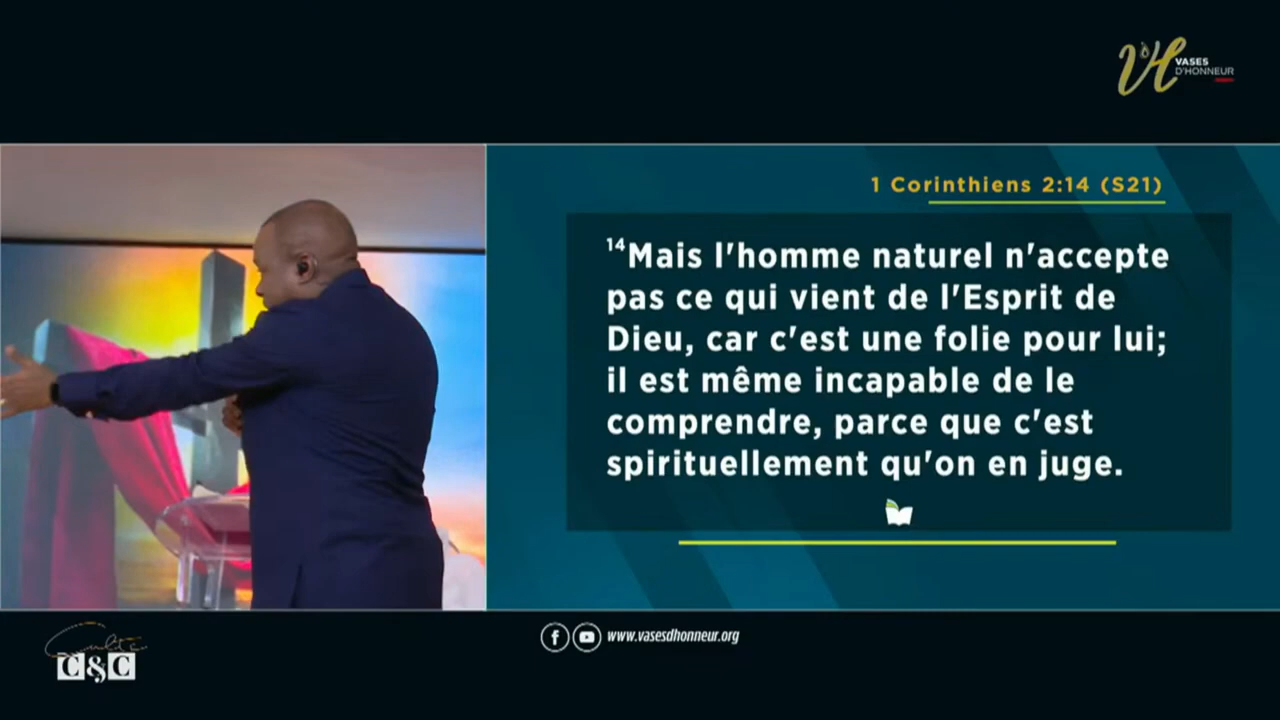 VH VASES
D'HONNEUR
1 Corinthiens 2:14 (S21)
14Mais l'homme naturel n'accepte
pas ce qui vient de l'Esprit de
Dieu, car c'est une folie pour lui;
il est même incapable de le
comprendre, parce que c'est
spirituellement qu'on en juge.
www.vasesdhonneur.org
Culte
C&C